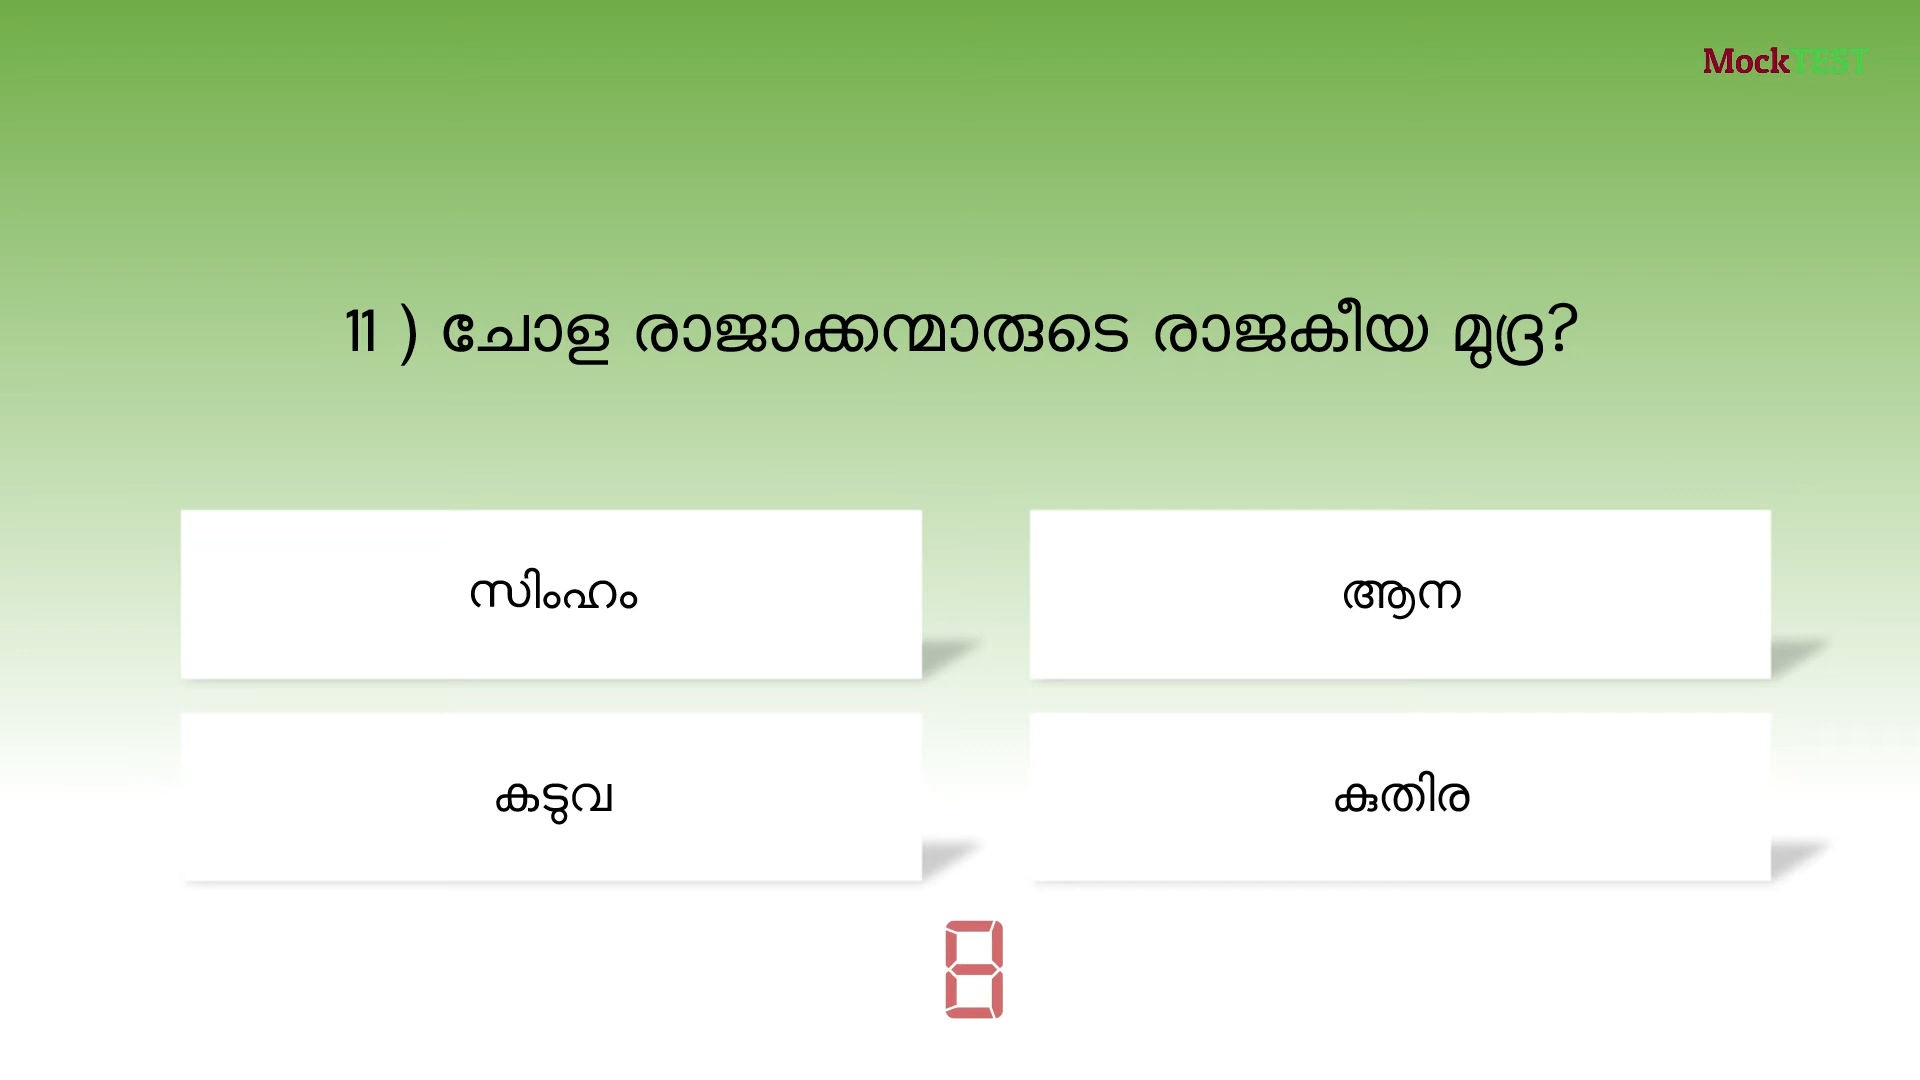 MockTEST
11 ) ചോള രാജാക്കന്മാരുടെ രാജകീയ മുദ്ര?
സിംഹം
ആന
കടുവ
കുതിര
8